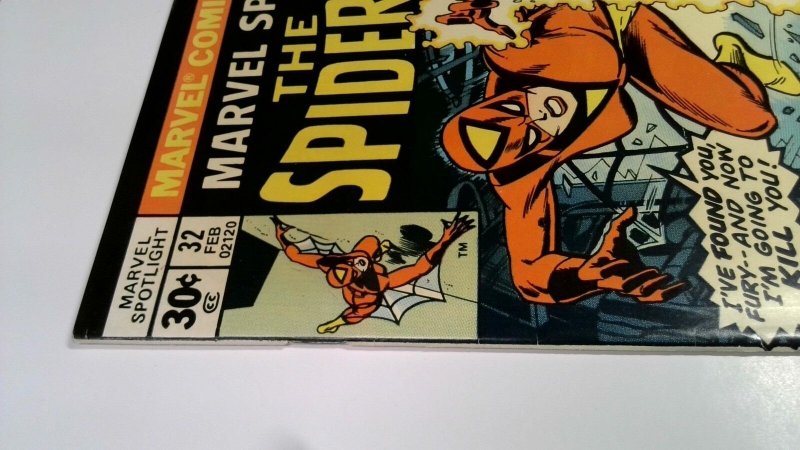 MARVEL® COMI
MARVEL SP
THE
SPIDER
MARVEL
SPOTLIGHT
30¢
32
FEB
02120
CC
TM
I'VE FOUND YOU,
FURY--AND NOW
I'M GOING TO
KILL YOU!